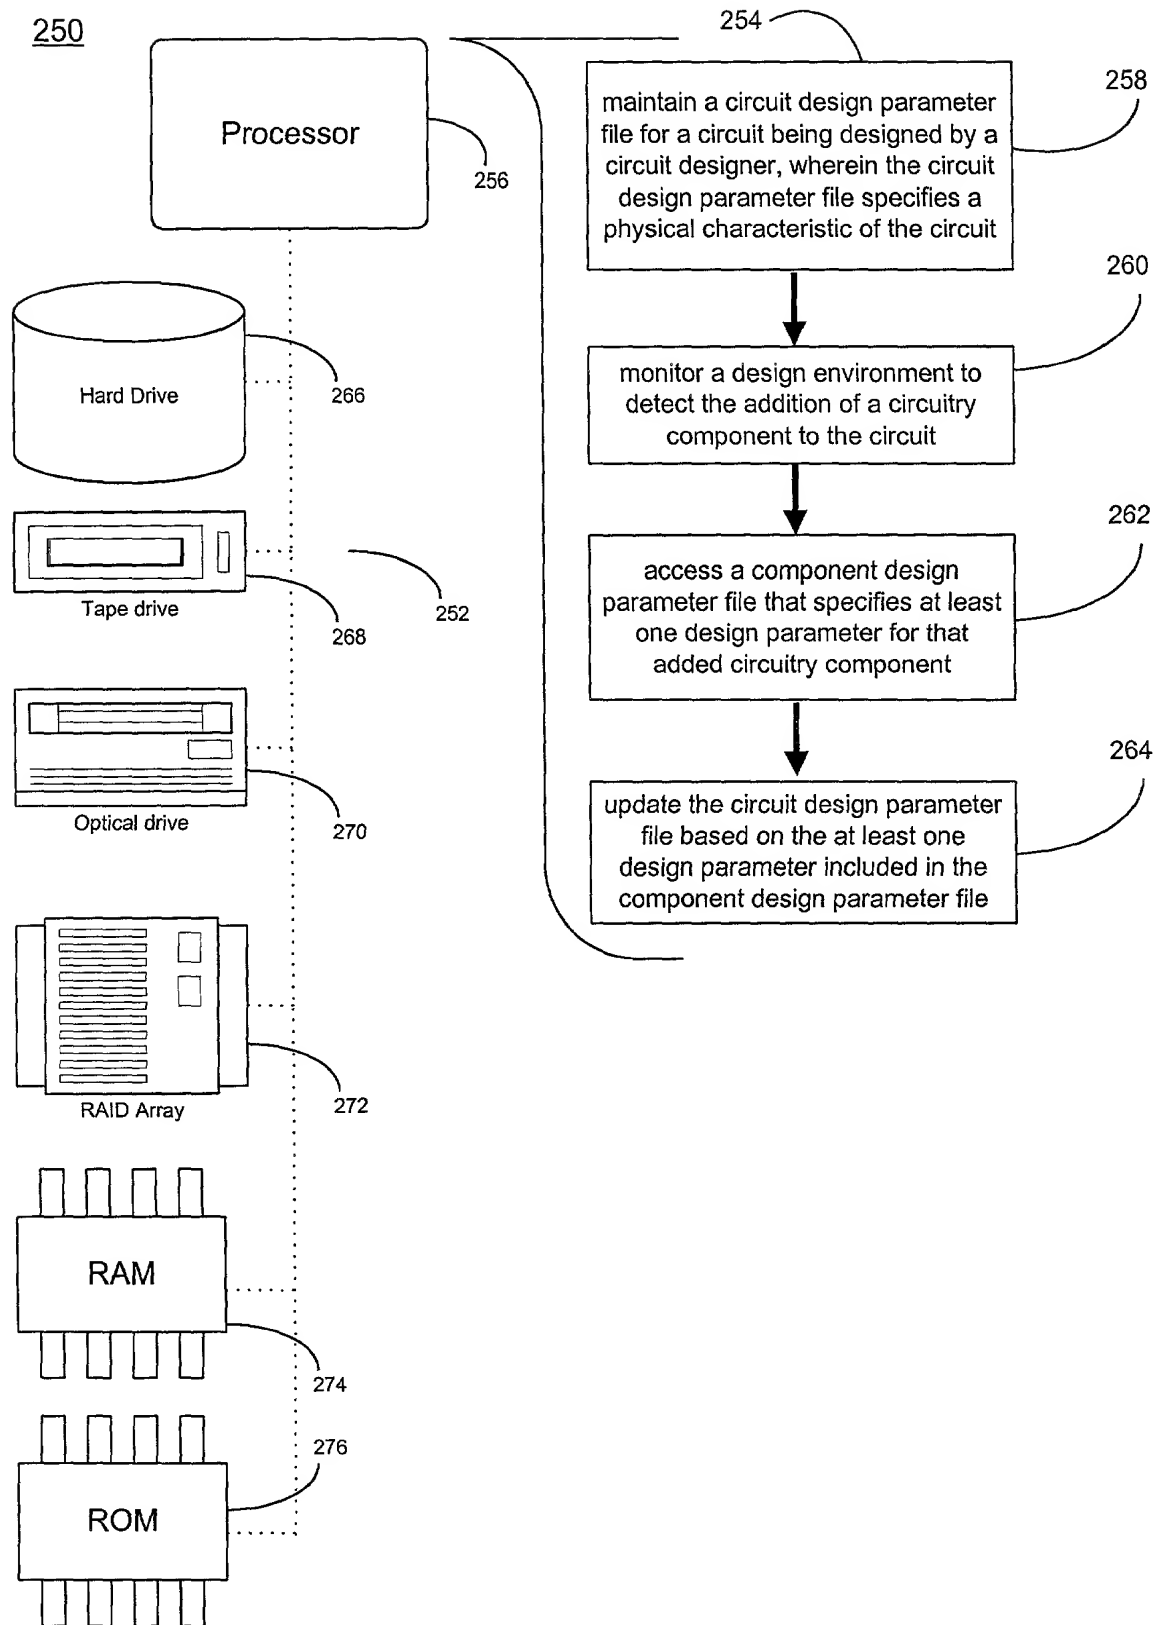 250
Processor
256
Hard Drive
266
Tape drive
268
252
Optical drive
270
RAID Array
272
RAM
274
ROM
276
254
maintain a circuit design parameter
file for a circuit being designed by a
circuit designer, wherein the circuit
design parameter file specifies a
physical characteristic of the circuit
258
monitor a design environment to
detect the addition of a circuitry
component to the circuit
260
access a component design
parameter file that specifies at least
one design parameter for that
added circuitry component
262
update the circuit design parameter
file based on the at least one
design parameter included in the
component design parameter file
264